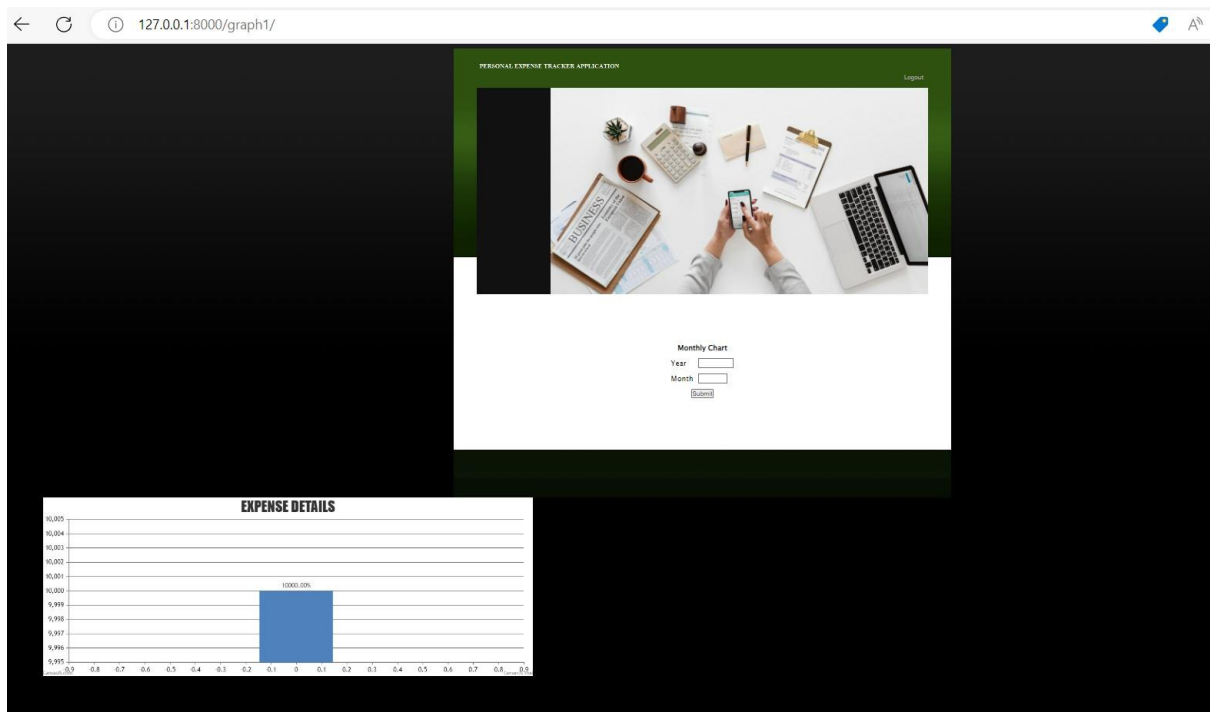 127.0.0.1:8000/graph1/
PERSONAL EXPENSE TRACKER APPLICATION
Logout
BUSINESS
Monthly Chart
Year
Month
Submit
EXPENSE DETAILS
10,005
10,004
10,003
10,002
10,001
10,000
9,999
9,998
9,997
9,996
9,995
10000.00%
-0.9 -0.8 -0.7 -0.6 -0.5 -0.4 -0.3 -0.2 -0.1 0 0.1 0.2 0.3 0.4 0.5 0.6 0.7 0.8 0.9